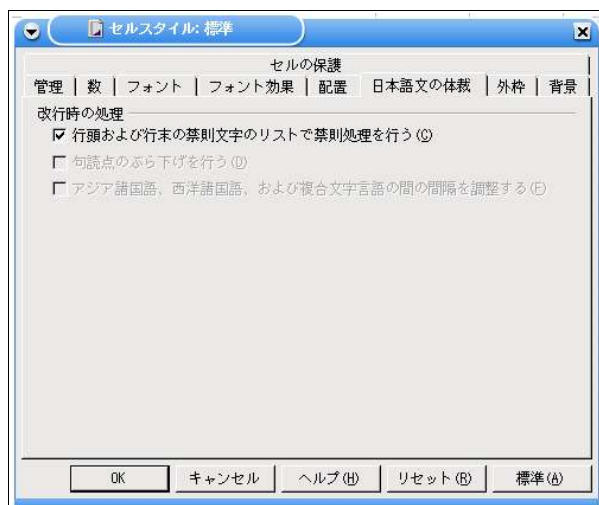 セルスタイル: 標準
セルの保護
管理 数 フォント フォント効果 配置 日本語文の体裁 外枠 背景
改行時の処理
行頭および行末の禁則文字のリストで禁則処理を行う(C)
句読点のぶら下げを行う(D)
アジア諸国語、西洋諸国語、および複合文字言語の間の間隔を調整する(E)
OK キャンセル ヘルプ(H) リセット(R) 標準(A)